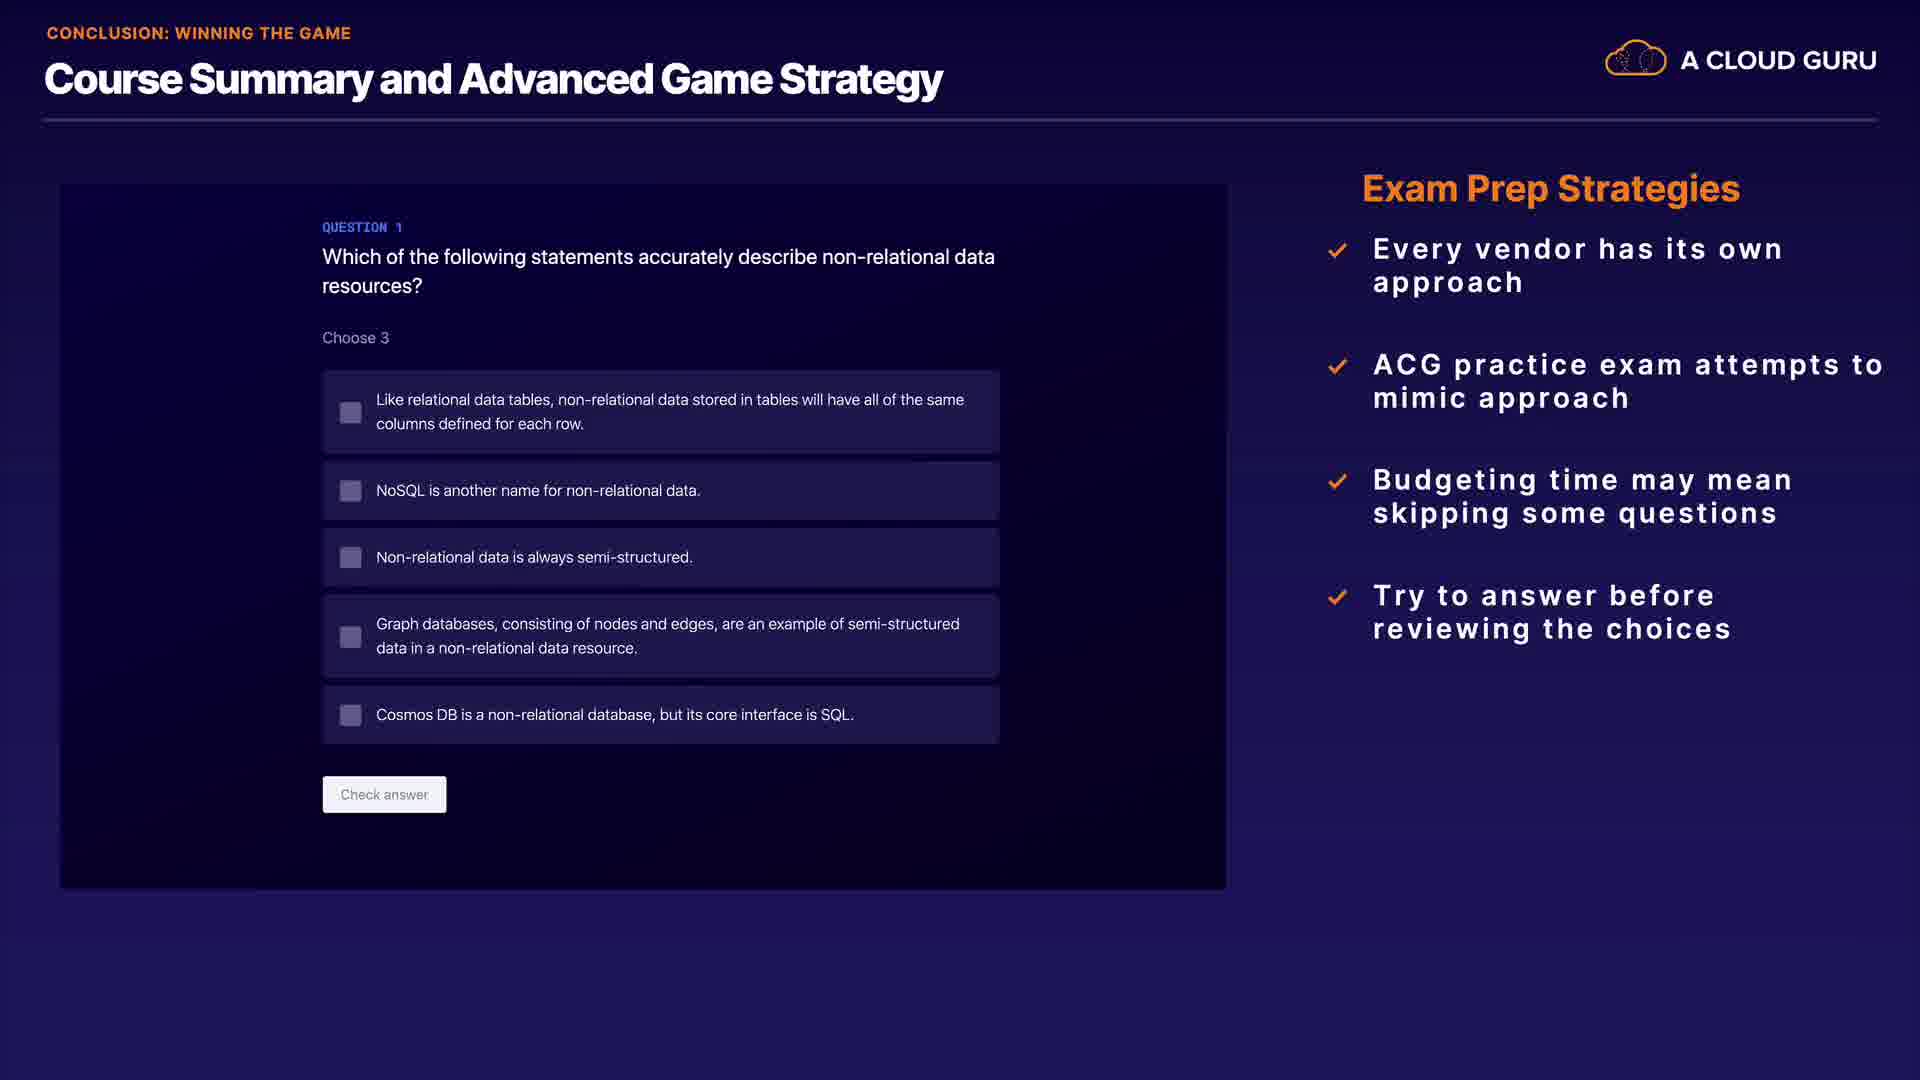 CONCLUSION: WINNING THE GAME
Course Summary and Advanced Game Strategy
A CLOUD GURU
QUESTION 1
Which of the following statements accurately describe non-relational data
resources?
Choose 3
Like relational data tables, non-relational data stored in tables will have all of the same
columns defined for each row.
NoSQL is another name for non-relational data.
Non-relational data is always semi-structured.
Graph databases, consisting of nodes and edges, are an example of semi-structured
data in a non-relational data resource.
Cosmos DB is a non-relational database, but its core interface is SQL.
Check answer
Exam Prep Strategies
Every vendor has its own
approach
ACG practice exam attempts to
mimic approach
Budgeting time may mean
skipping some questions
Try to answer before
reviewing the choices